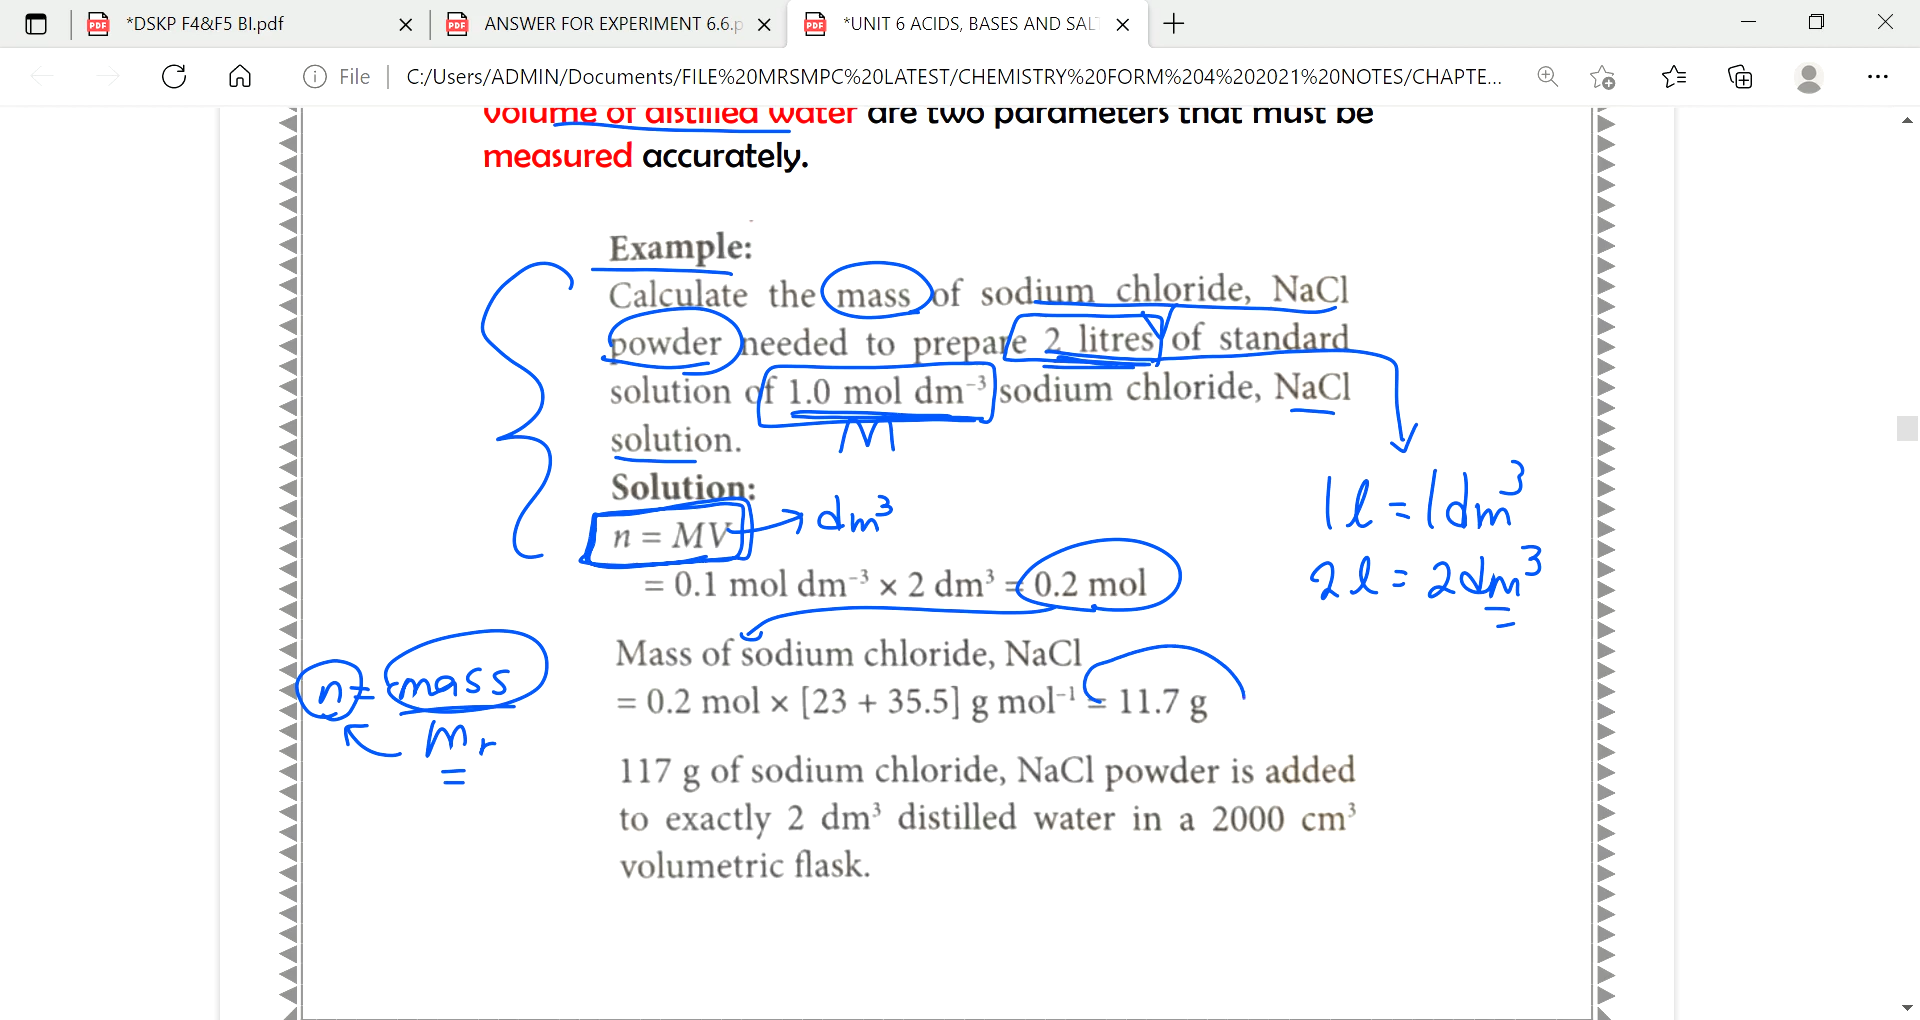 *DSKP F4&F5 BI.pdf
ANSWER FOR EXPERIMENT 6.6.p
*UNIT 6 ACIDS, BASES AND SAL
File
C:/Users/ADMIN/Documents/FILE%20MRSMPC%20LATEST/CHEMISTRY%20FORM%204%202021%20NOTES/CHAPTE...
volume of distilled water are two parameters that must be
measured accurately.
Example:
Calculate the mass of sodium chloride, NaCl
powder needed to prepare 2 litres of standard
solution of 1.0 mol dm⁻³ sodium chloride, NaCl
M
solution.
Solution:
n = MV → dm³
1l = 1dm³
= 0.1 mol dm⁻³ × 2 dm³ = 0.2 mol
2l = 2dm³
Mass of sodium chloride, NaCl
n = mass
Mr
= 0.2 mol × [23 + 35.5] g mol⁻¹ = 11.7 g
117 g of sodium chloride, NaCl powder is added
to exactly 2 dm³ distilled water in a 2000 cm³
volumetric flask.